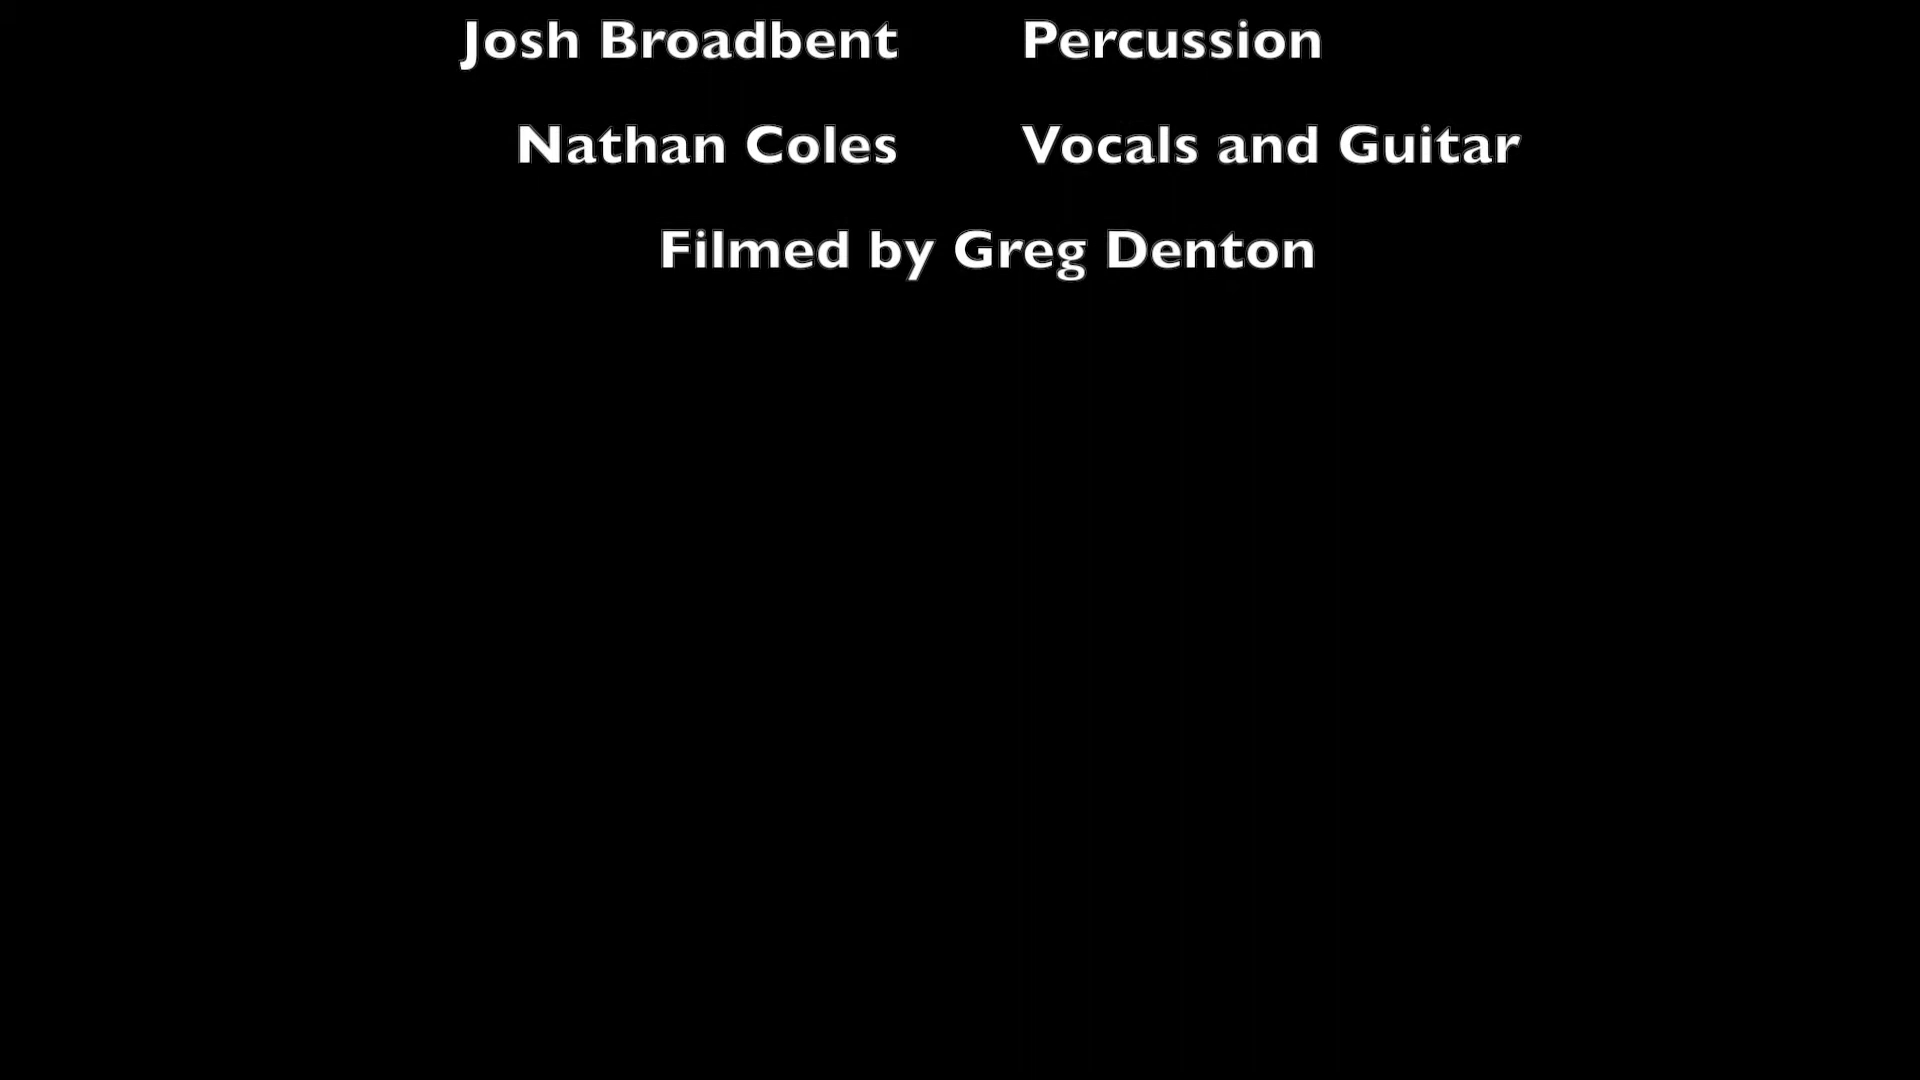 Josh Broadbent Percussion
Nathan Coles Vocals and Guitar
Filmed by Greg Denton